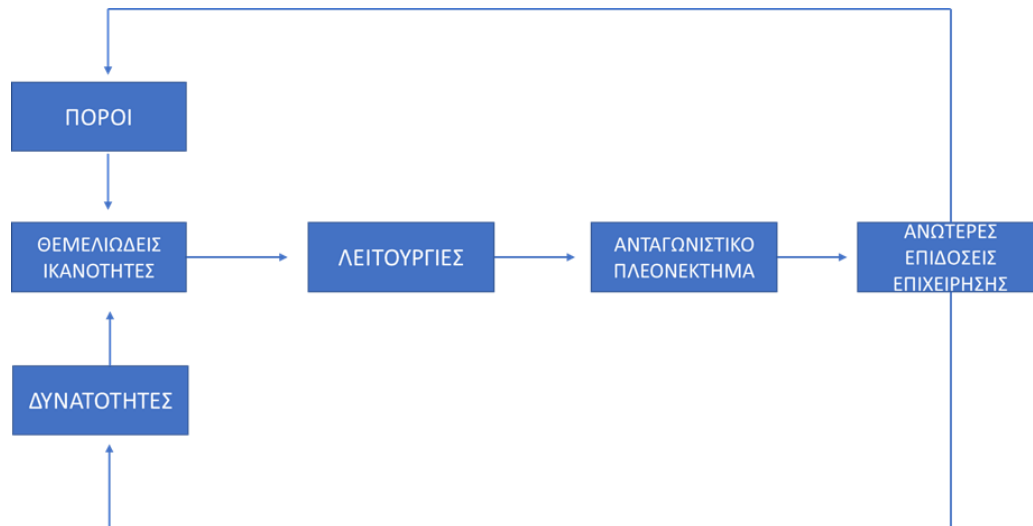 ΠΟΡΟΙ
ΘΕΜΕΛΙΩΔΕΙΣ
ΙΚΑΝΟΤΗΤΕΣ
ΛΕΙΤΟΥΡΓΙΕΣ
ΑΝΤΑΓΩΝΙΣΤΙΚΟ
ΠΛΕΟΝΕΚΤΗΜΑ
ΑΝΩΤΕΡΕΣ
ΕΠΙΔΟΣΕΙΣ
ΕΠΙΧΕΙΡΗΣΗΣ
ΔΥΝΑΤΟΤΗΤΕΣ